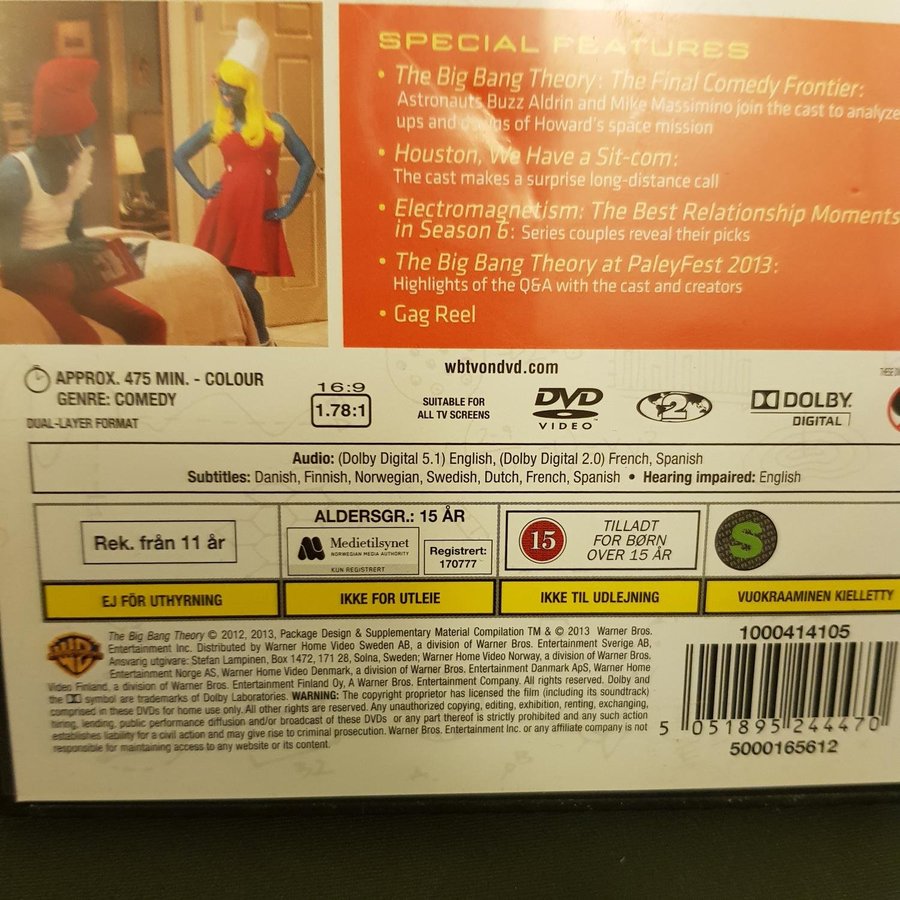 SPECIAL FEATURES
• The Big Bang Theory: The Final Comedy Frontier:
Astronauts Buzz Aldrin and Mike Massimino join the cast to analyze
ups and downs of Howard's space mission
• Houston, We Have a Sit-com:
The cast makes a surprise long-distance call
• Electromagnetism: The Best Relationship Moments
in Season 6: Series couples reveal their picks
• The Big Bang Theory at PaleyFest 2013:
Highlights of the Q&A with the cast and creators
• Gag Reel
wbtvondvd.com
APPROX. 475 MIN. - COLOUR
GENRE: COMEDY
DUAL-LAYER FORMAT
16:9
1.78:1
SUITABLE FOR
ALL TV SCREENS
DVD
VIDEO™
2
DOLBY
DIGITAL
Audio: (Dolby Digital 5.1) English, (Dolby Digital 2.0) French, Spanish
Subtitles: Danish, Finnish, Norwegian, Swedish, Dutch, French, Spanish • Hearing impaired: English
Rek. från 11 år
ALDERSGR.: 15 ÅR
Medietilsynet
NORWEGIAN MEDIA AUTHORITY
KUN REGISTRERT
Registrert:
170777
15
TILLADT
FOR BØRN
OVER 15 ÅR
S
EJ FÖR UTHYRNING
IKKE FOR UTLEIE
IKKE TIL UDLEJNING
VUOKRAAMINEN KIELLETTY
The Big Bang Theory © 2012, 2013, Package Design & Supplementary Material Compilation TM & © 2013 Warner Bros.
Entertainment Inc. Distributed by Warner Home Video Sweden AB, a division of Warner Bros. Entertainment Sverige AB,
Ansvarig utgivare: Stefan Lampinen, Box 1472, 171 28, Solna, Sweden; Warner Home Video Norway, a division of Warner Bros.
Entertainment Norge AS, Warner Home Video Denmark, a division of Warner Bros. Entertainment Danmark ApS, Warner Home
Video Finland, a division of Warner Bros. Entertainment Finland Oy, A Warner Bros. Entertainment Company. All rights reserved. Dolby and
the DD symbol are trademarks of Dolby Laboratories. WARNING: The copyright proprietor has licensed the film (including its soundtrack)
comprised in these DVDs for home use only. All other rights are reserved. Any unauthorized copying, editing, exhibition, renting, exchanging,
hiring, lending, public performance diffusion and/or broadcast of these DVDs or any part thereof is strictly prohibited and any such action
establishes liability for a civil action and may give rise to criminal prosecution. Warner Bros. Entertainment Inc. or any affiliate company is not
responsible for maintaining access to any website or its content.
1000414105
5 051895 244470
5000165612